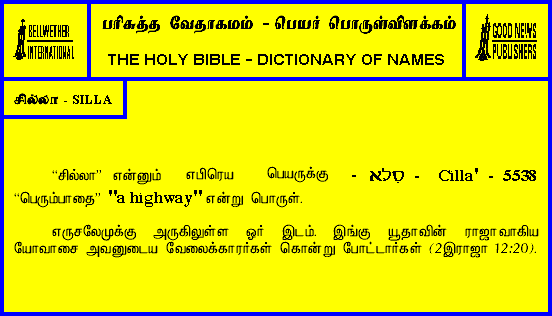 BELLWETHER
INTERNATIONAL
பரிசுத்த வேதாகமம் - பெயர் பொருள்விளக்கம்
THE HOLY BIBLE - DICTIONARY OF NAMES
GOOD NEWS
PUBLISHERS
சில்லா - SILLA
“சில்லா” என்னும் எபிரெய பெயருக்கு - סִלָּא - Cilla' - 5538
“பெரும்பாதை” "a highway" என்று பொருள்.
எருசலேமுக்கு அருகிலுள்ள ஓர் இடம். இங்கு யூதாவின் ராஜாவாகிய
யோவாசை அவனுடைய வேலைக்காரர்கள் கொன்று போட்டார்கள் (2இராஜா 12:20).